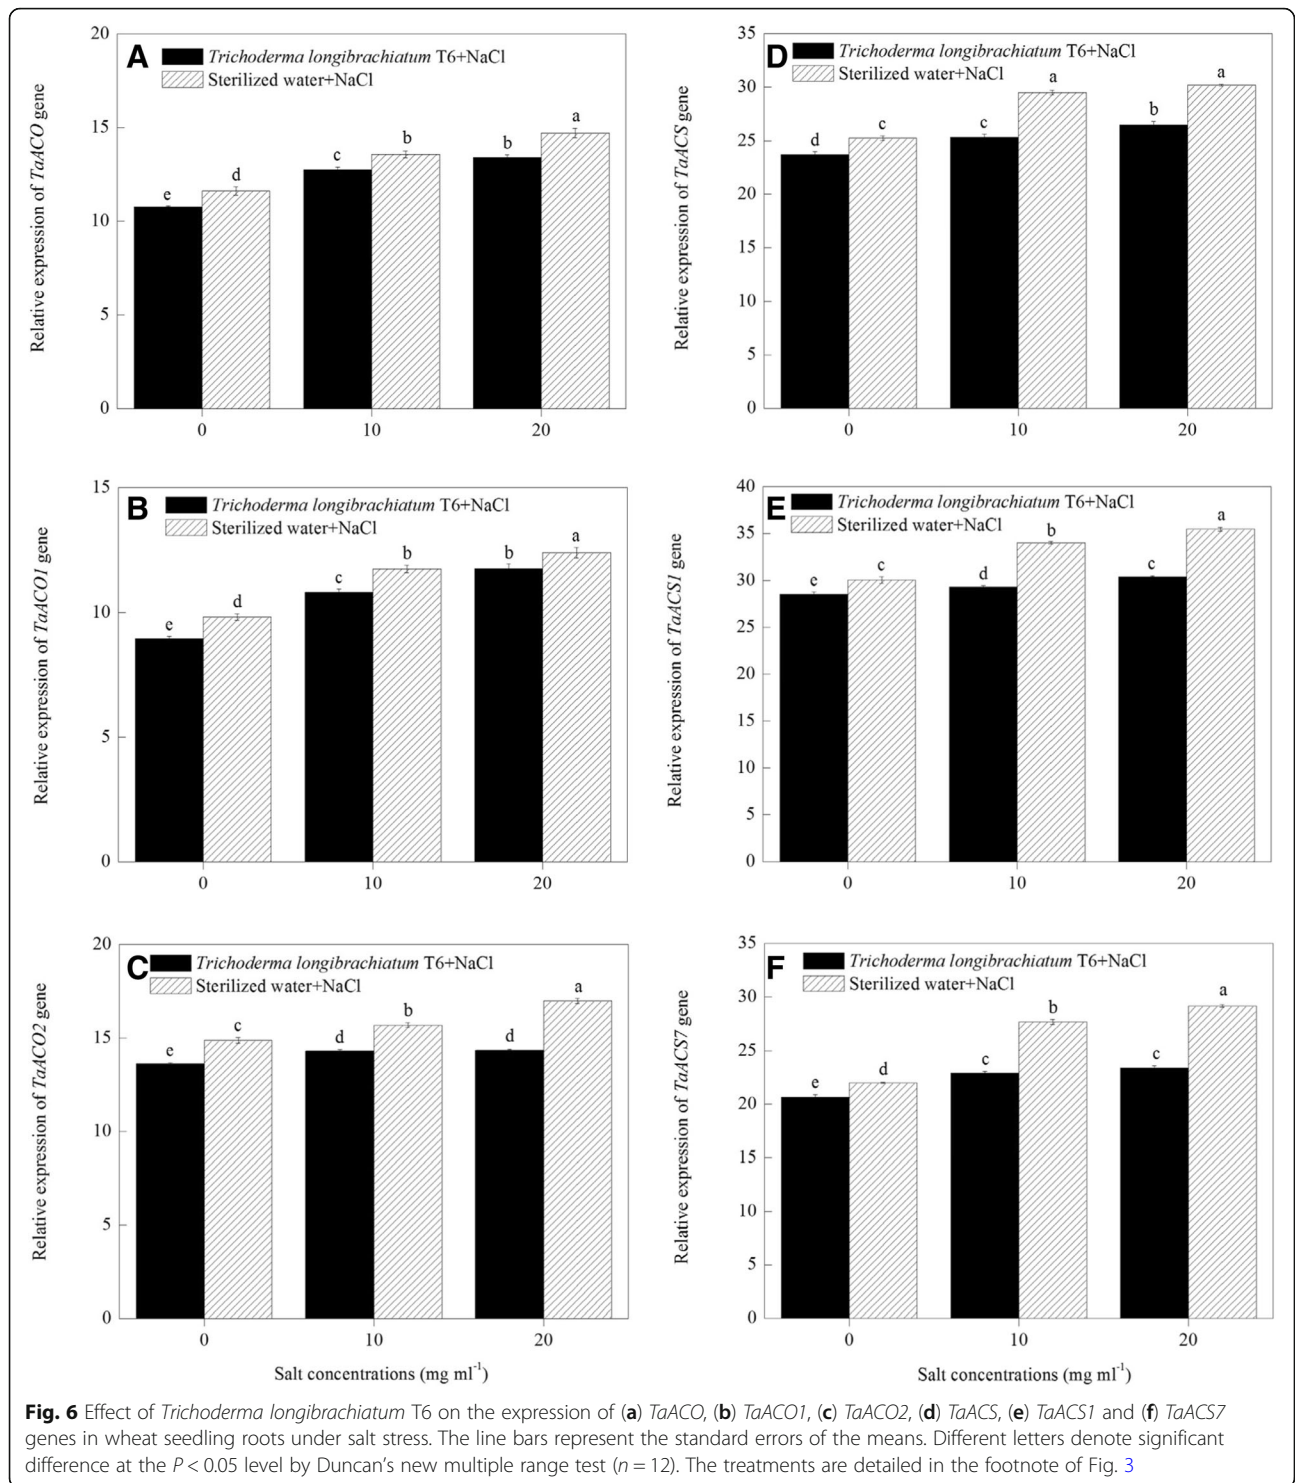 20
15
10
5
0
Relative expression of TaACO gene
A
Trichoderma longibrachiatum T6+NaCl
Sterilized water+NaCl
e
d
c
b
b
a
0
10
20
35
30
25
20
15
10
5
0
Relative expression of TaACS gene
D
Trichoderma longibrachiatum T6+NaCl
Sterilized water+NaCl
d
c
c
a
b
a
0
10
20
15
10
5
0
Relative expression of TaACO1 gene
B
Trichoderma longibrachiatum T6+NaCl
Sterilized water+NaCl
e
d
c
b
b
a
0
10
20
40
35
30
25
20
15
10
5
0
Relative expression of TaACS1 gene
E
Trichoderma longibrachiatum T6+NaCl
Sterilized water+NaCl
e
c
d
b
c
a
0
10
20
20
15
10
5
0
Relative expression of TaACO2 gene
C
Trichoderma longibrachiatum T6+NaCl
Sterilized water+NaCl
e
c
d
b
d
a
0
10
20
Salt concentrations (mg ml⁻¹)
35
30
25
20
15
10
5
0
Relative expression of TaACS7 gene
F
Trichoderma longibrachiatum T6+NaCl
Sterilized water+NaCl
e
d
c
b
c
a
0
10
20
Salt concentrations (mg ml⁻¹)
Fig. 6 Effect of Trichoderma longibrachiatum T6 on the expression of (a) TaACO, (b) TaACO1, (c) TaACO2, (d) TaACS, (e) TaACS1 and (f) TaACS7
genes in wheat seedling roots under salt stress. The line bars represent the standard errors of the means. Different letters denote significant
difference at the P < 0.05 level by Duncan's new multiple range test (n = 12). The treatments are detailed in the footnote of Fig. 3